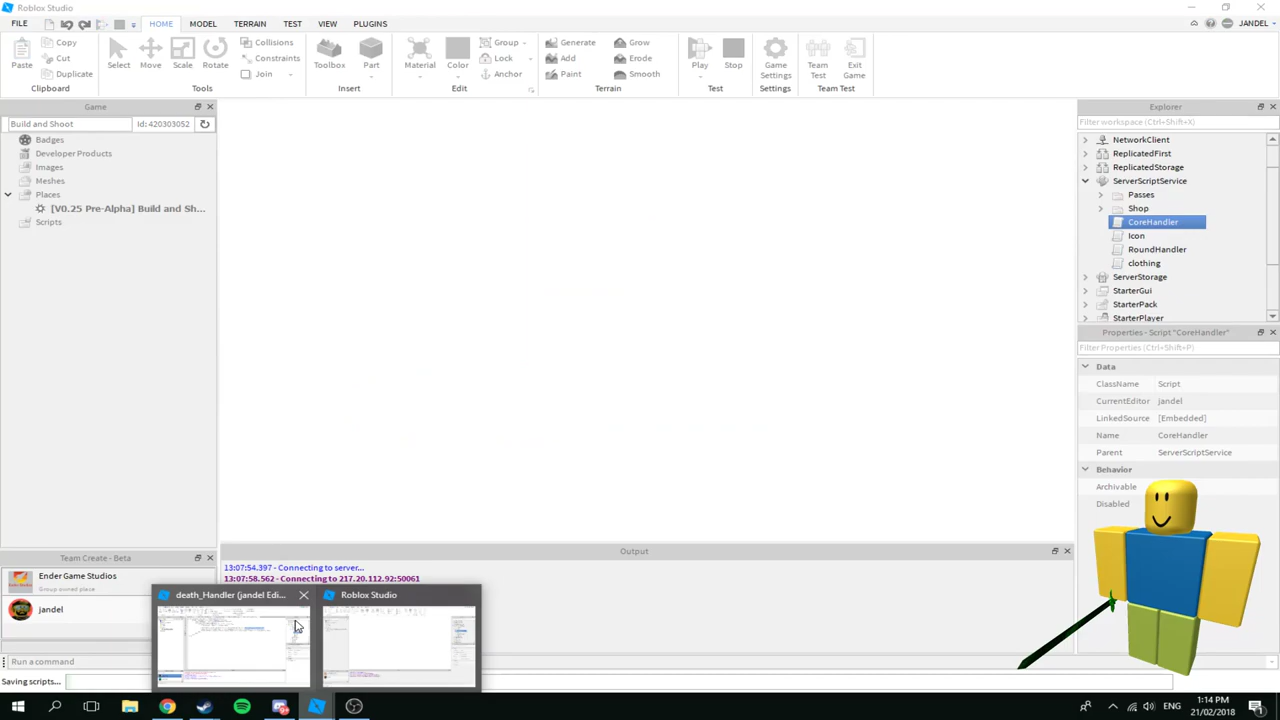 Roblox Studio
FILE MODEL TERRAIN TEST VIEW PLUGINS
HOME
JANDEL
Copy
Cut
Duplicate
Paste
Clipboard
Select Move Scale Rotate
Collisions
Constraints
Join
Tools
Toolbox Part
Insert
Material Color
Group
Lock
Anchor
Edit
Generate Grow
Add Erode
Paint Smooth
Terrain
Play Stop
Test
Game Settings
Settings
Team Test
Exit Game
Team Test
Game
Build and Shoot Id: 420303052
Badges
Developer Products
Images
Meshes
Places
[V0.25 Pre-Alpha] Build and Sh...
Scripts
Explorer
Filter workspace (Ctrl+Shift+X)
NetworkClient
ReplicatedFirst
ReplicatedStorage
ServerScriptService
Passes
Shop
CoreHandler
Icon
RoundHandler
clothing
ServerStorage
StarterGui
StarterPack
StarterPlayer
Properties - Script "CoreHandler"
Filter Properties (Ctrl+Shift+P)
Data
ClassName Script
CurrentEditor jandel
LinkedSource [Embedded]
Name CoreHandler
Parent ServerScriptService
Behavior
Archivable
Disabled
Team Create - Beta
Ender Game Studios
Group owned place
jandel
Output
13:07:54.397 - Connecting to server...
13:07:58.562 - Connecting to 217.20.112.92:50061
death_Handler (jandel Edi...
Roblox Studio
Run a command
Saving scripts...
1:14 PM
21/02/2018